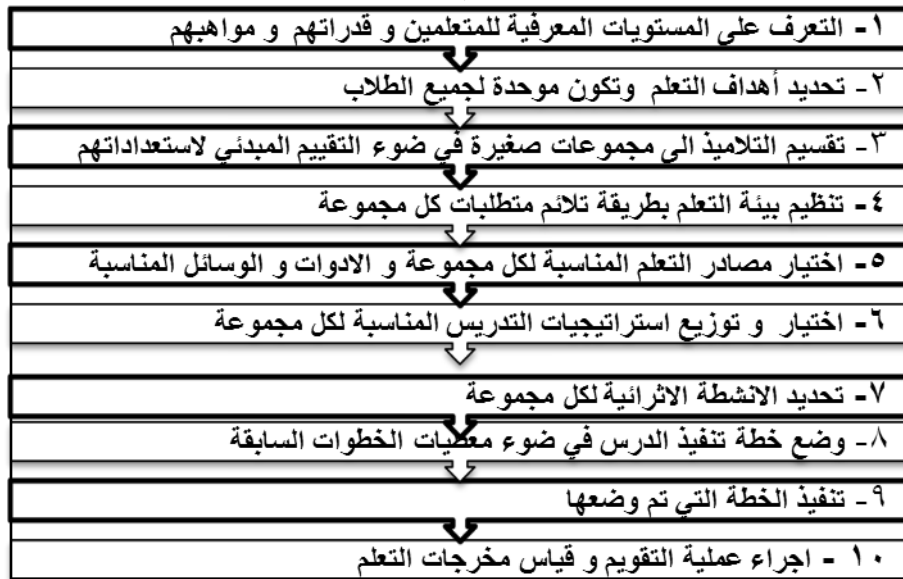 ١- التعرف علي المستويات المعرفية للمتعلمين و قدراتهم و مواهبهم
٢- تحديد أهداف التعلم وتكون موحدة لجميع الطلاب
٣- تقسيم التلاميذ الى مجموعات صغيرة في ضوء التقييم المبدئي لاستعداداتهم
٤- تنظيم بيئة التعلم بطريقة تلائم متطلبات كل مجموعة
٥- اختيار مصادر التعلم المناسبة لكل مجموعة و الادوات و الوسائل المناسبة
٦- اختيار و توزيع استراتيجيات التدريس المناسبة لكل مجموعة
٧- تحديد الانشطة الاثرائية لكل مجموعة
٨- وضع خطة تنفيذ الدرس في ضوء معطيات الخطوات السابقة
٩- تنفيذ الخطة التي تم وضعها
١٠ - اجراء عملية التقويم و قياس مخرجات التعلم